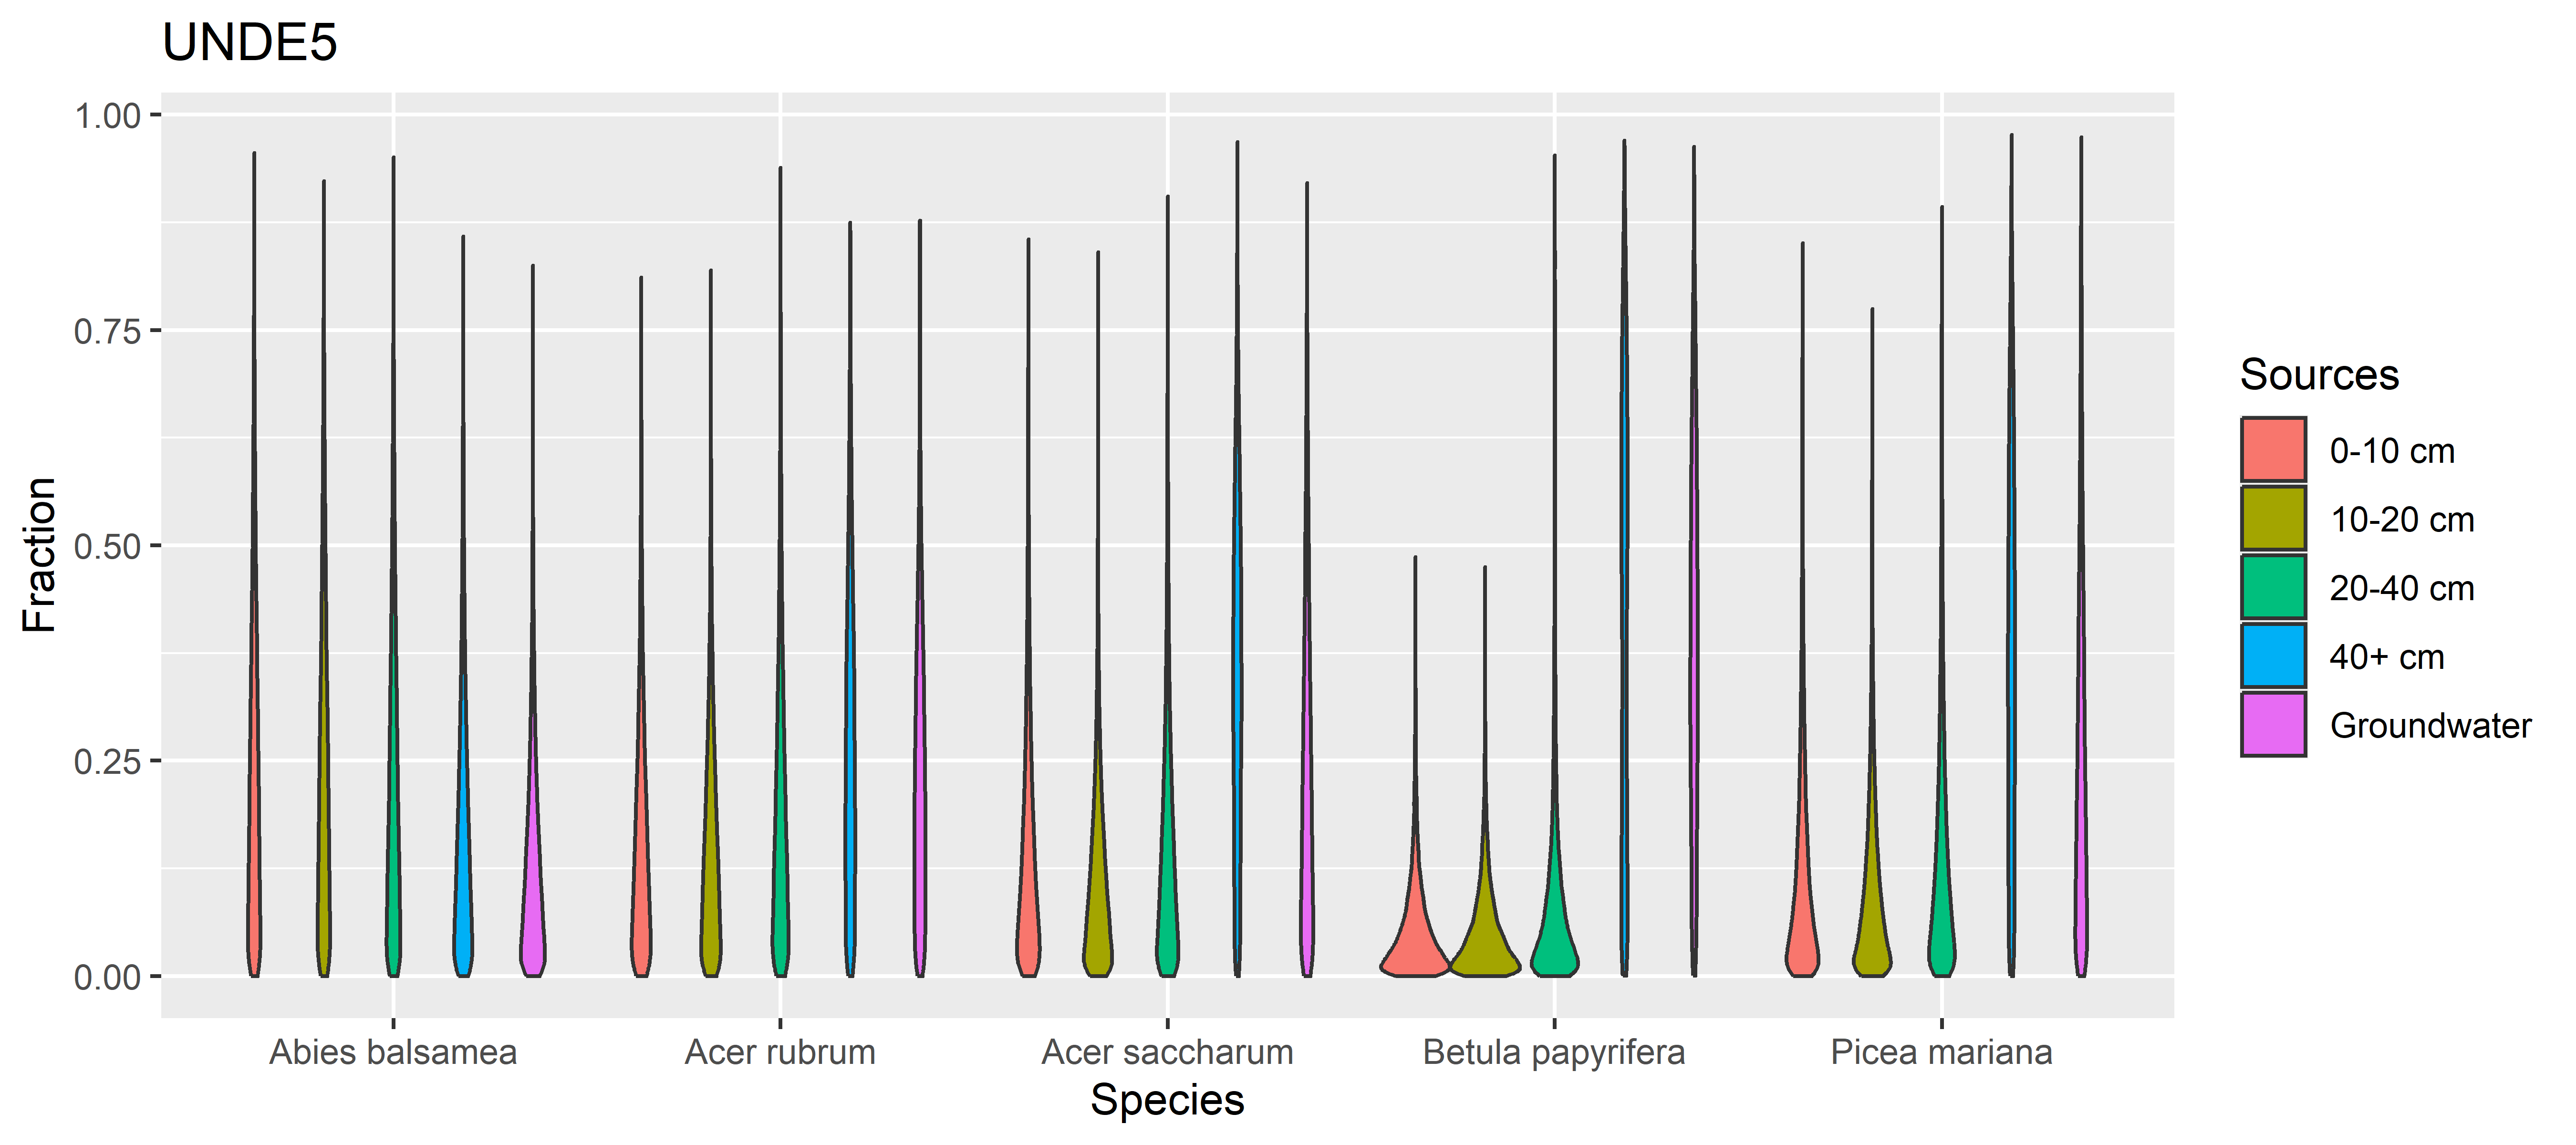 UNDE5
1.00
0.75
0.50
0.25
0.00
Fraction
Abies balsamea
Acer rubrum
Acer saccharum
Betula papyrifera
Picea mariana
Species
Sources
0-10 cm
10-20 cm
20-40 cm
40+ cm
Groundwater